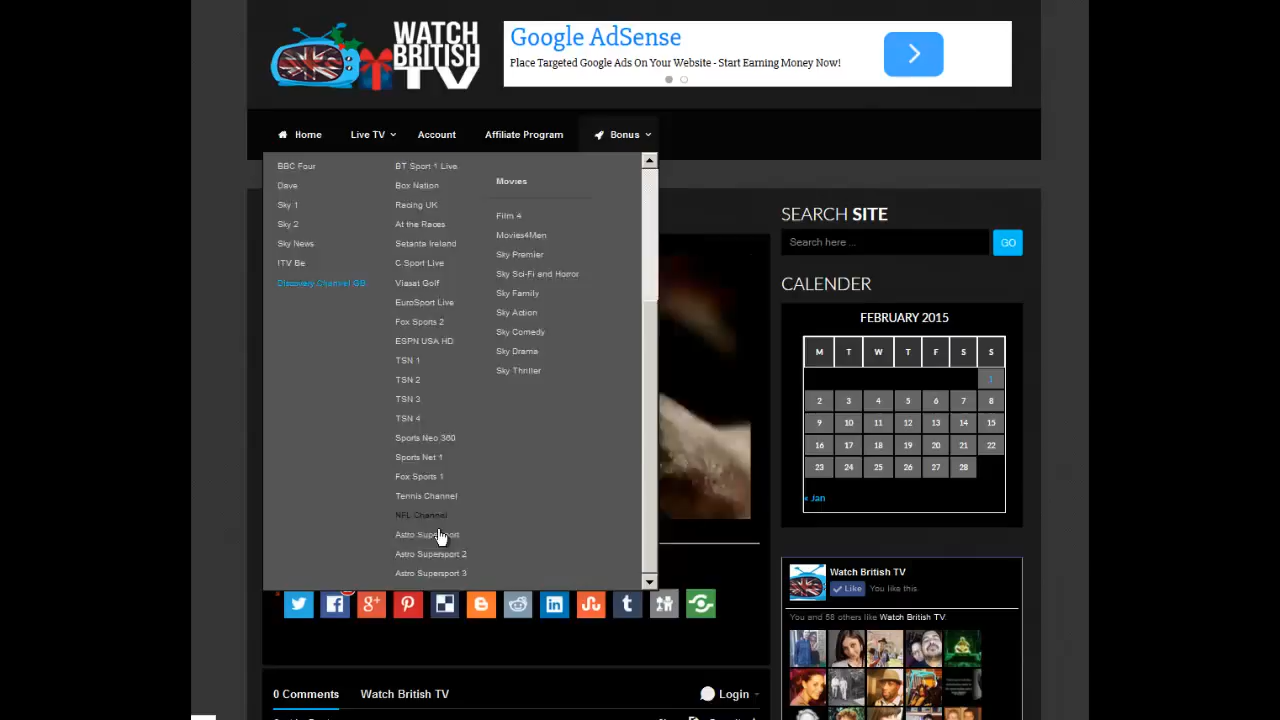 WATCH
BRITISH
TV
Google AdSense
Place Targeted Google Ads On Your Website - Start Earning Money Now!
Home
Live TV
Account
Affiliate Program
Bonus
BBC Four
Dave
Sky 1
Sky 2
Sky News
ITV Be
Discovery Channel GB
BT Sport 1 Live
Box Nation
Racing UK
At the Races
Setanta Ireland
C Sport Live
Viasat Golf
EuroSport Live
Fox Sports 2
ESPN USA HD
TSN 1
TSN 2
TSN 3
TSN 4
Sports Neo 360
Sports Net 1
Fox Sports 1
Tennis Channel
NFL Channel
Astro Supersport
Astro Supersport 2
Astro Supersport 3
Movies
Film 4
Movies4Men
Sky Premier
Sky Sci-Fi and Horror
Sky Family
Sky Action
Sky Comedy
Sky Drama
Sky Thriller
SEARCH SITE
Search here ...
GO
CALENDER
FEBRUARY 2015
M T W T F S S
1
2 3 4 5 6 7 8
9 10 11 12 13 14 15
16 17 18 19 20 21 22
23 24 25 26 27 28
« Jan
Watch British TV
Like
You like this
You and 58 others like Watch British TV
0 Comments
Watch British TV
Login